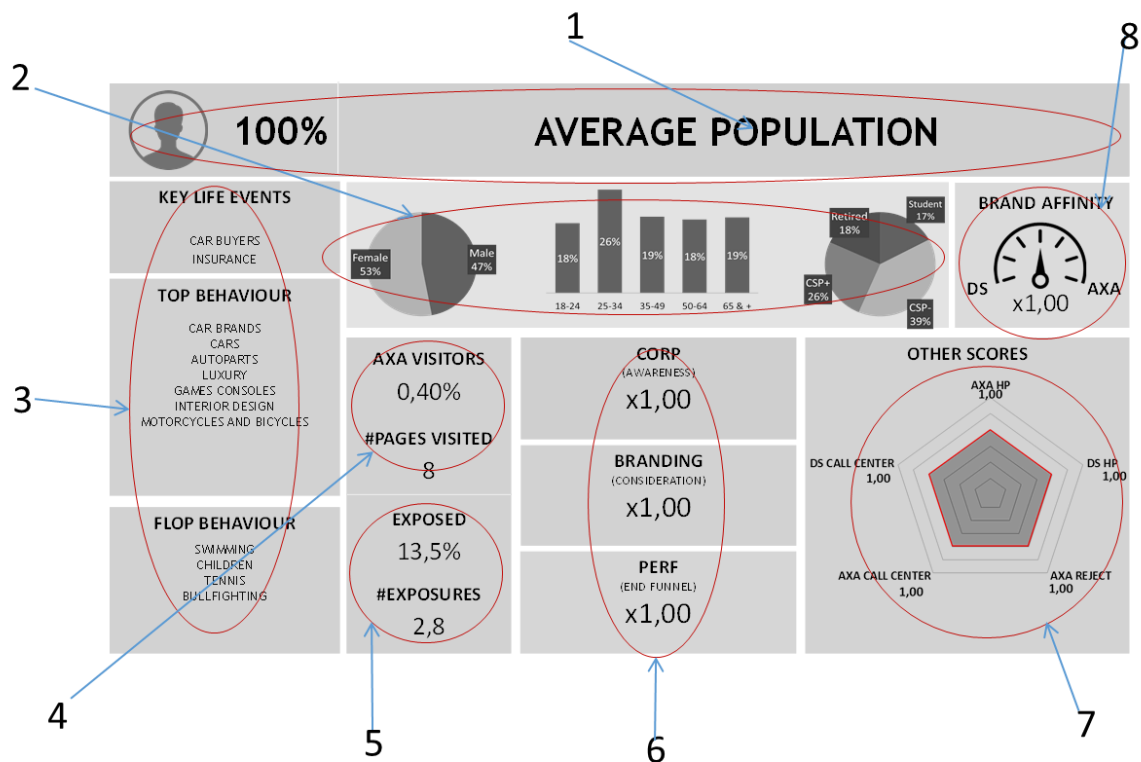 1
8
2
100%
AVERAGE POPULATION
KEY LIFE EVENTS
CAR BUYERS
INSURANCE
Female
53%
Male
47%
18%
26%
19%
18%
19%
18-24
25-34
35-49
50-64
65 & +
Retired
18%
Student
17%
CSP+
26%
CSP-
39%
BRAND AFFINITY
DS
AXA
x1,00
TOP BEHAVIOUR
CAR BRANDS
CARS
AUTOPARTS
LUXURY
GAMES CONSOLES
INTERIOR DESIGN
MOTORCYCLES AND BICYCLES
3
FLOP BEHAVIOUR
SWIMMING
CHILDREN
TENNIS
BULLFIGHTING
AXA VISITORS
0,40%
#PAGES VISITED
8
EXPOSED
13,5%
#EXPOSURES
2,8
CORP
(AWARENESS)
x1,00
BRANDING
(CONSIDERATION)
x1,00
PERF
(END FUNNEL)
x1,00
OTHER SCORES
AXA HP
1,00
DS CALL CENTER
1,00
DS HP
1,00
AXA CALL CENTER
1,00
AXA REJECT
1,00
4
5
6
7